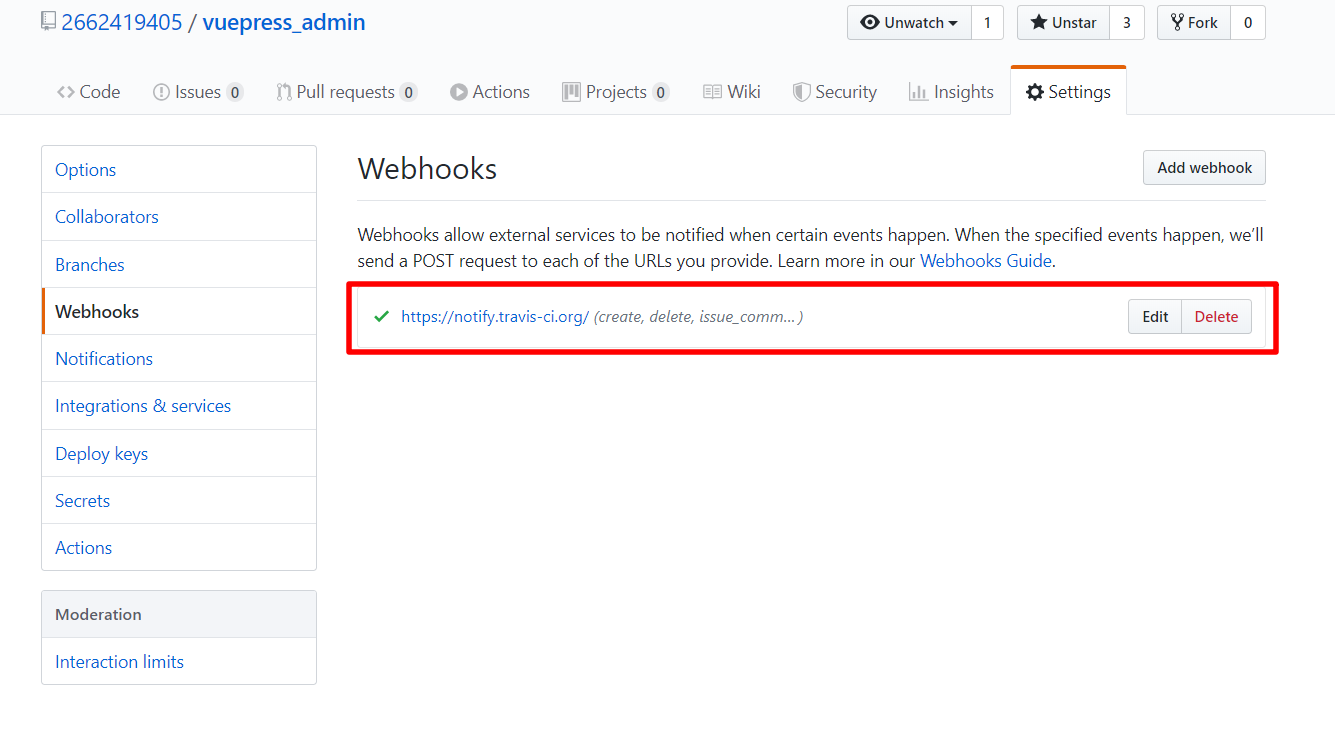 2662419405 / vuepress_admin
Unwatch 1 Unstar 3 Fork 0
Code Issues 0 Pull requests 0 Actions Projects 0 Wiki Security Insights Settings
Options
Collaborators
Branches
Webhooks
Notifications
Integrations & services
Deploy keys
Secrets
Actions
Moderation
Interaction limits
Webhooks
Add webhook
Webhooks allow external services to be notified when certain events happen. When the specified events happen, we’ll
send a POST request to each of the URLs you provide. Learn more in our Webhooks Guide.
https://notify.travis-ci.org/ (create, delete, issue_comm... )
Edit Delete